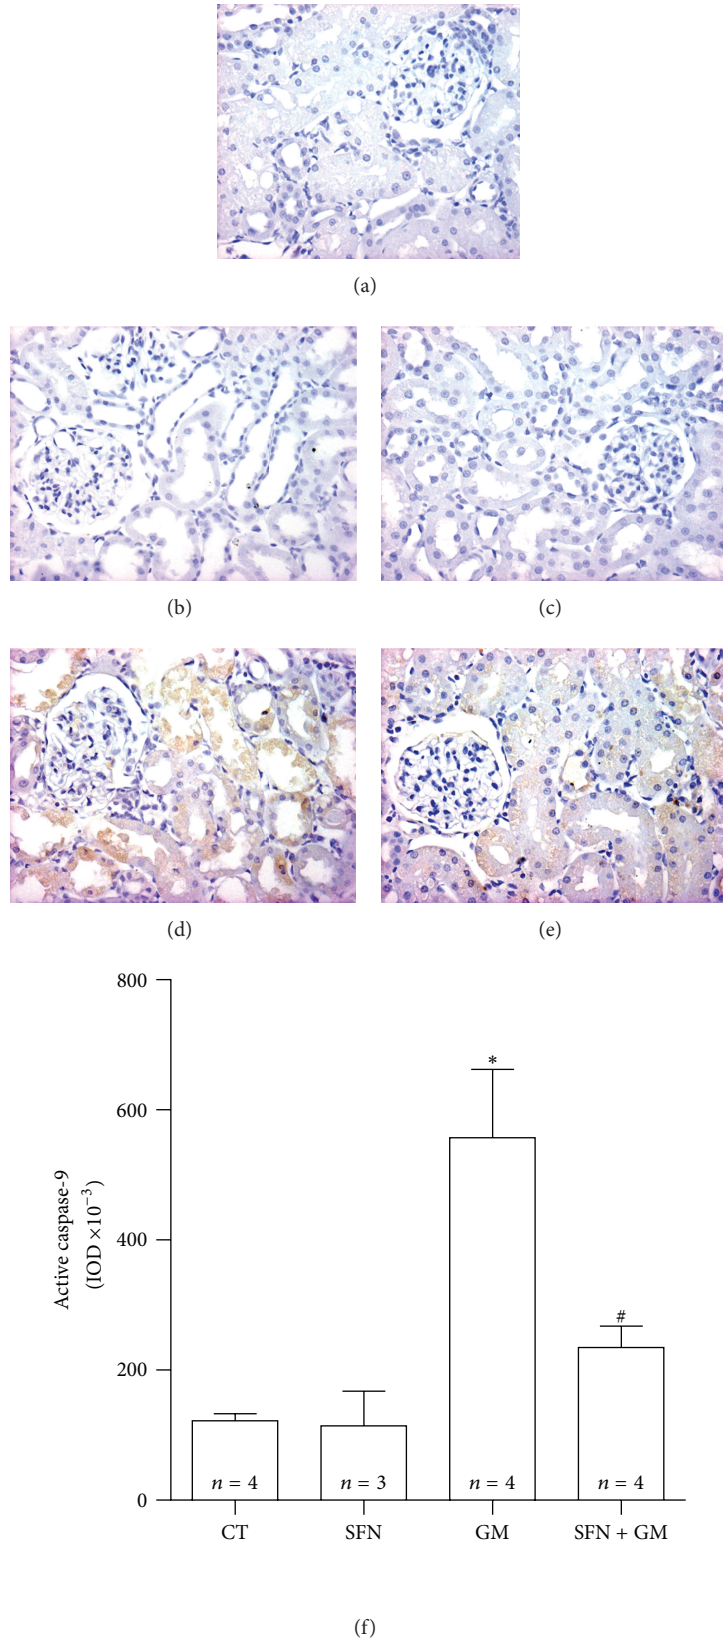 (a)
(b) (c)
(d) (e)
800
600
400
200
0
Active caspase-9
(IOD ×10⁻³)
*
#
n = 4 n = 3 n = 4 n = 4
CT SFN GM SFN + GM
(f)